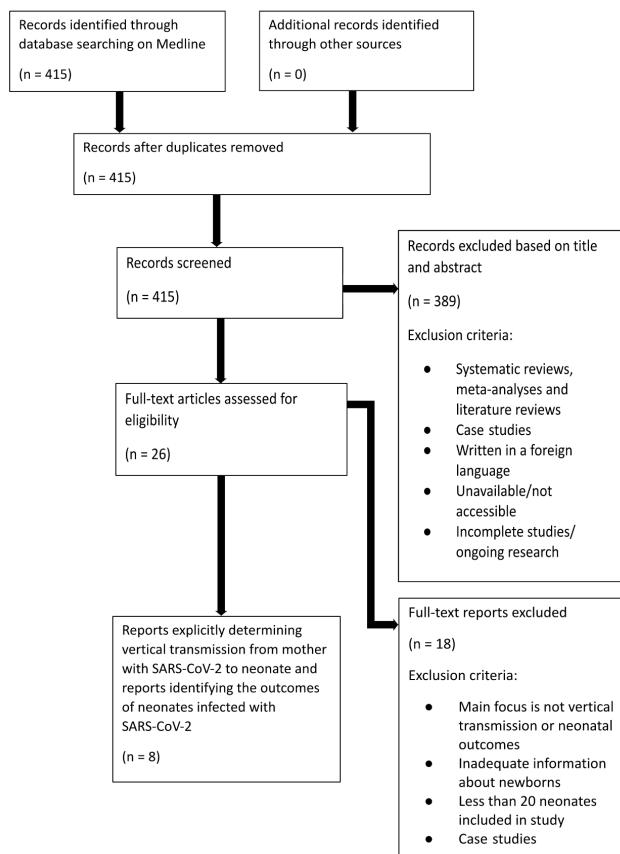 Records identified through
database searching on Medline
(n = 415)
Additional records identified
through other sources
(n = 0)
Records after duplicates removed
(n = 415)
Records screened
(n = 415)
Records excluded based on title
and abstract
(n = 389)
Exclusion criteria:
● Systematic reviews,
meta-analyses and
literature reviews
● Case studies
● Written in a foreign
language
● Unavailable/not
accessible
● Incomplete studies/
ongoing research
Full-text articles assessed for
eligibility
(n = 26)
Full-text reports excluded
(n = 18)
Exclusion criteria:
● Main focus is not vertical
transmission or neonatal
outcomes
● Inadequate information
about newborns
● Less than 20 neonates
included in study
● Case studies
Reports explicitly determining
vertical transmission from mother
with SARS-CoV-2 to neonate and
reports identifying the outcomes
of neonates infected with
SARS-CoV-2
(n = 8)